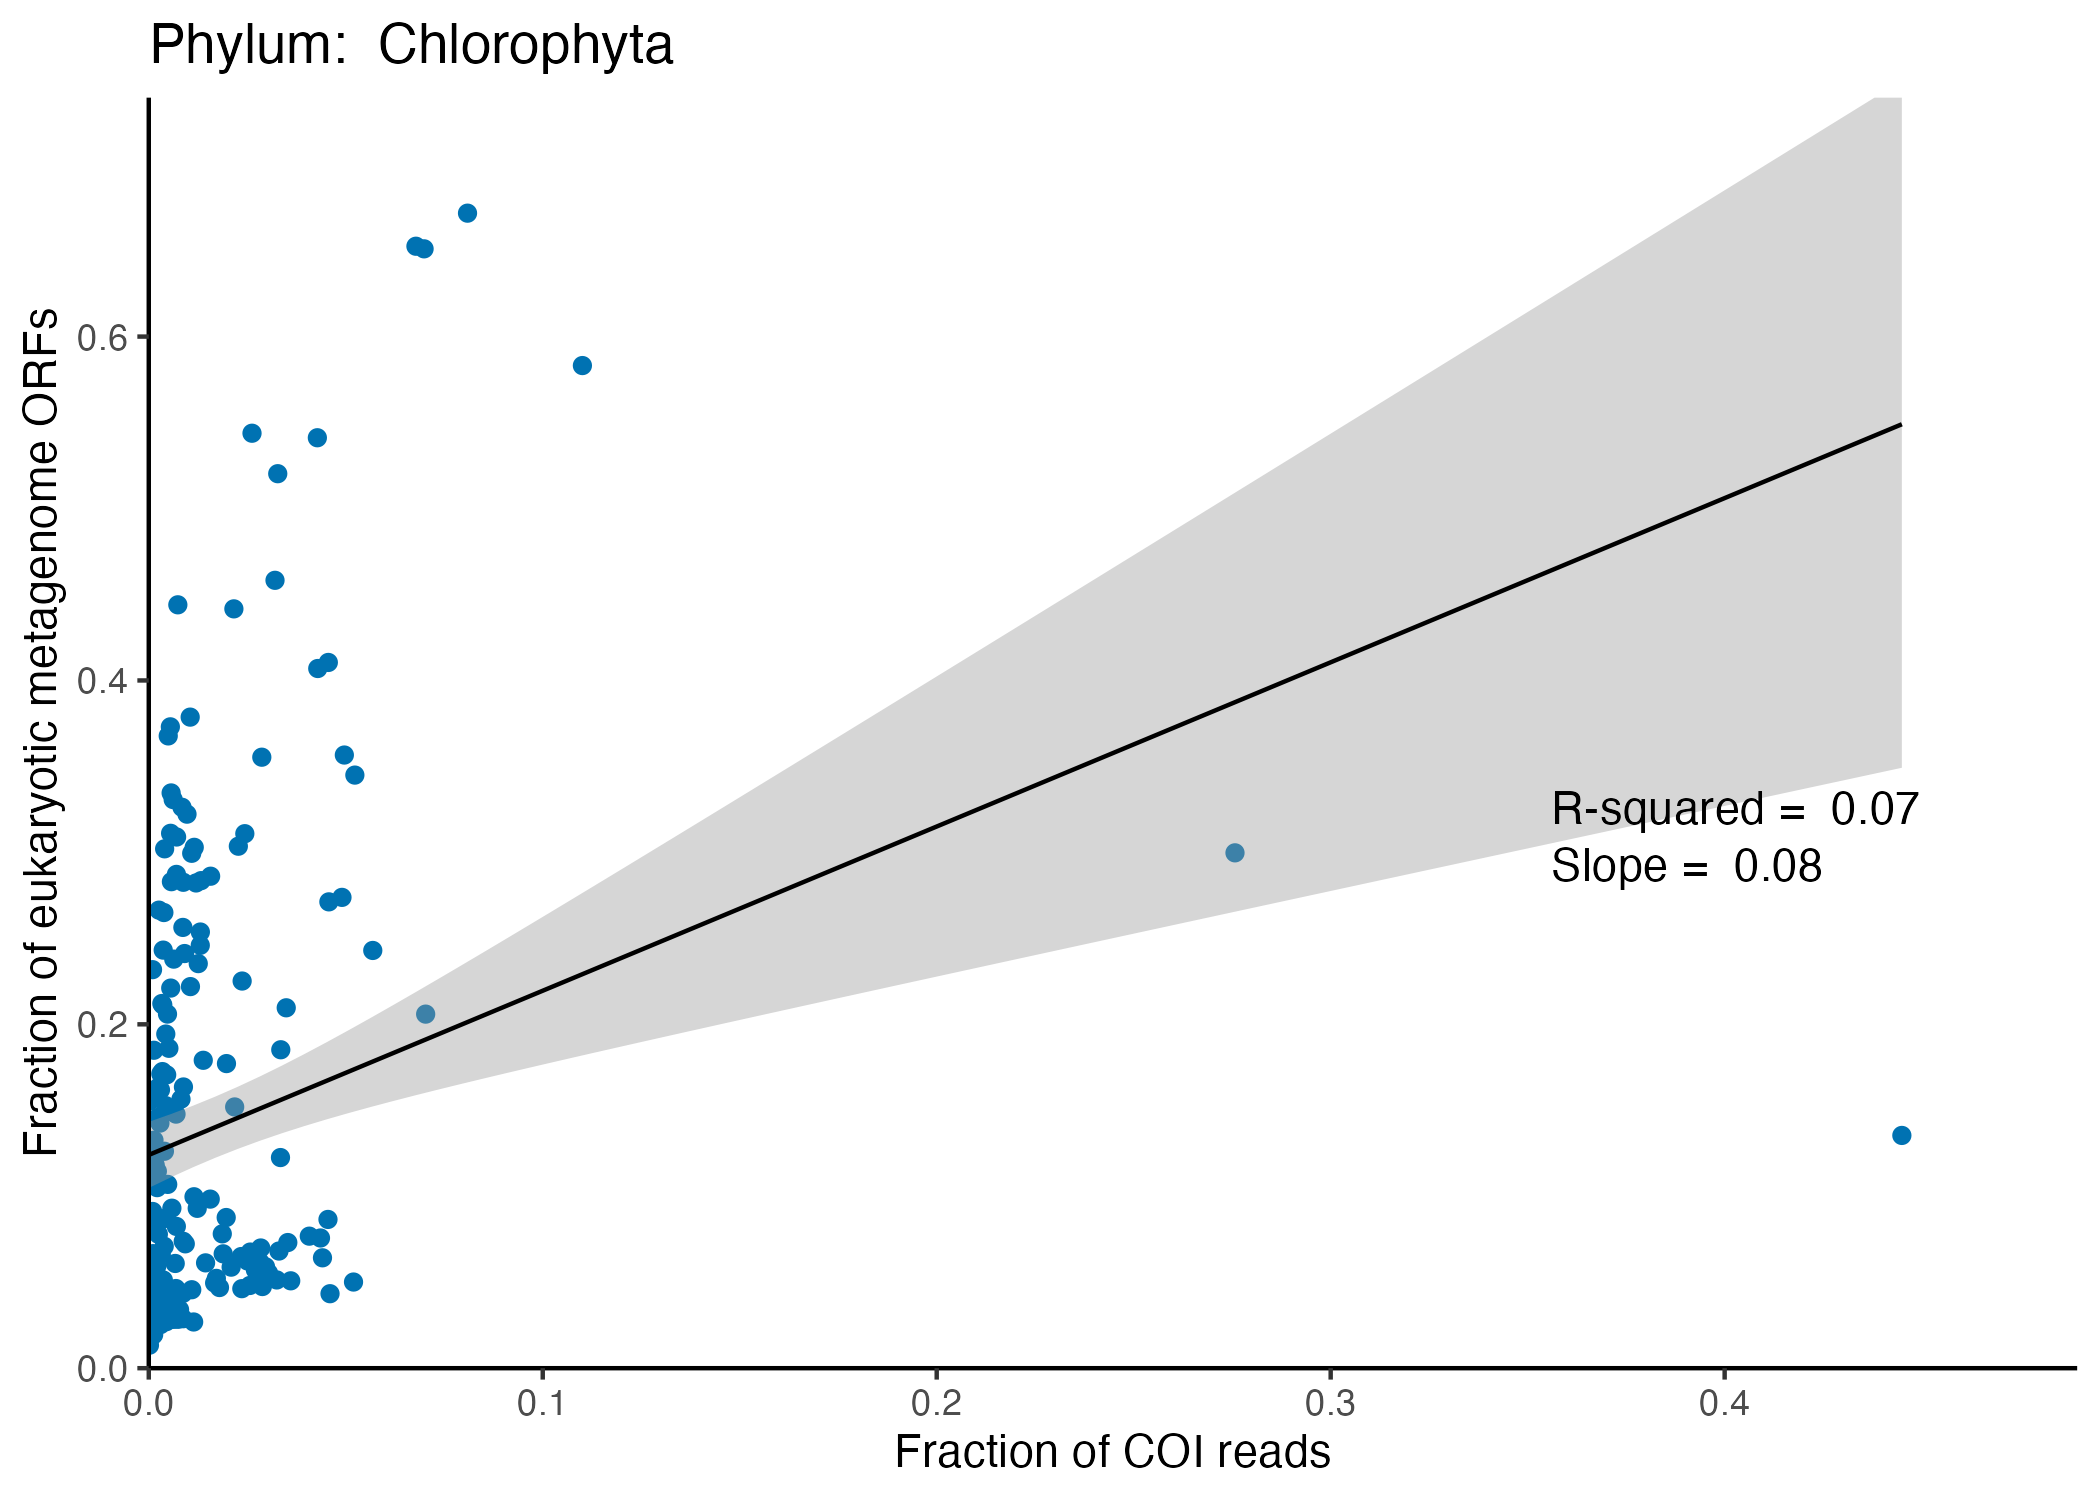 Phylum: Chlorophyta
Fraction of eukaryotic metagenome ORFs
0.6
0.4
0.2
0.0
R-squared = 0.07
Slope = 0.08
0.0 0.1 0.2 0.3 0.4
Fraction of COI reads